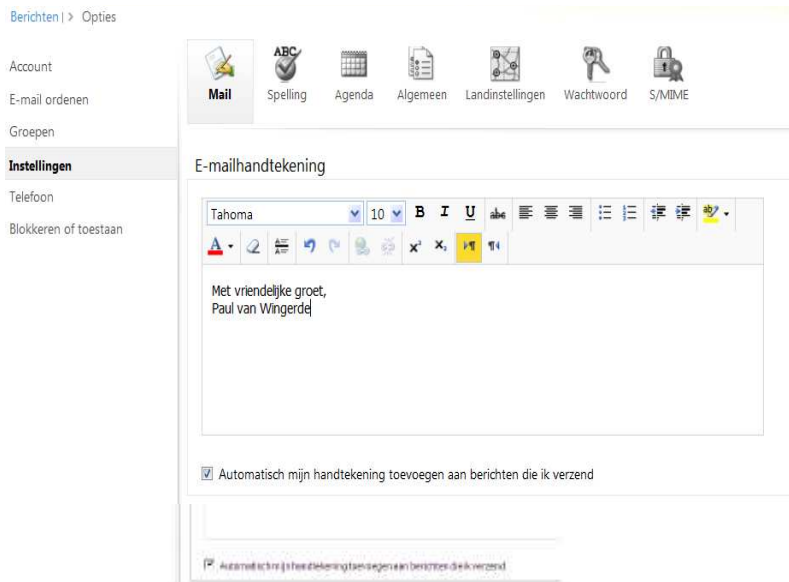 Berichten | > Opties
Account
E-mail ordenen
Groepen
Instellingen
Telefoon
Blokkeren of toestaan
Mail Spelling Agenda Algemeen Landinstellingen Wachtwoord S/MIME
E-mailhandtekening
Tahoma 10 B I U abc
A x² x₂
Met vriendelijke groet,
Paul van Wingerde
Automatisch mijn handtekening toevoegen aan berichten die ik verzend
Automatisch mijn handtekening toevoegen aan berichten die ik verzend